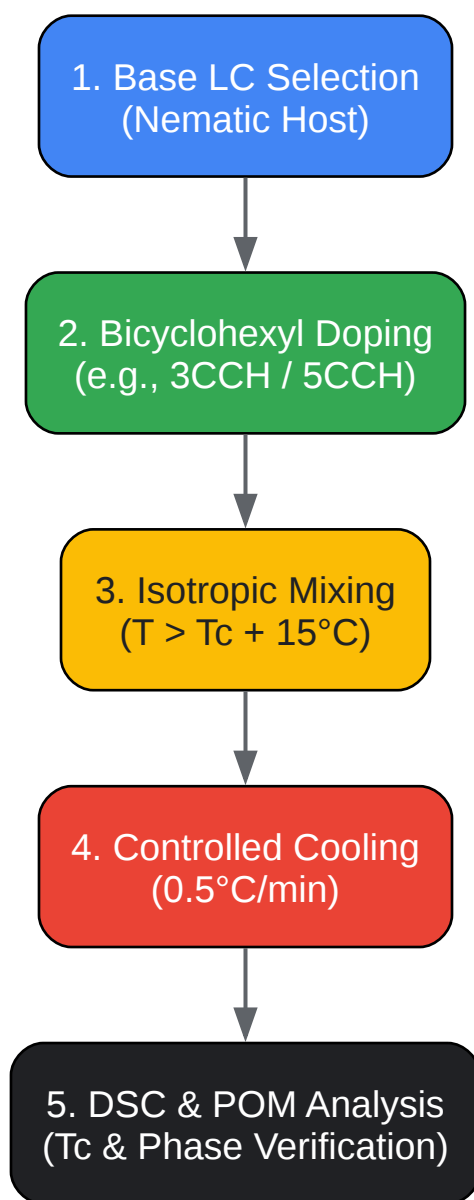 1. Base LC Selection
(Nematic Host)
2. Bicyclohexyl Doping
(e.g., 3CCH / 5CCH)
3. Isotropic Mixing
(T > Tc + 15°C)
4. Controlled Cooling
(0.5°C/min)
5. DSC & POM Analysis
(Tc & Phase Verification)